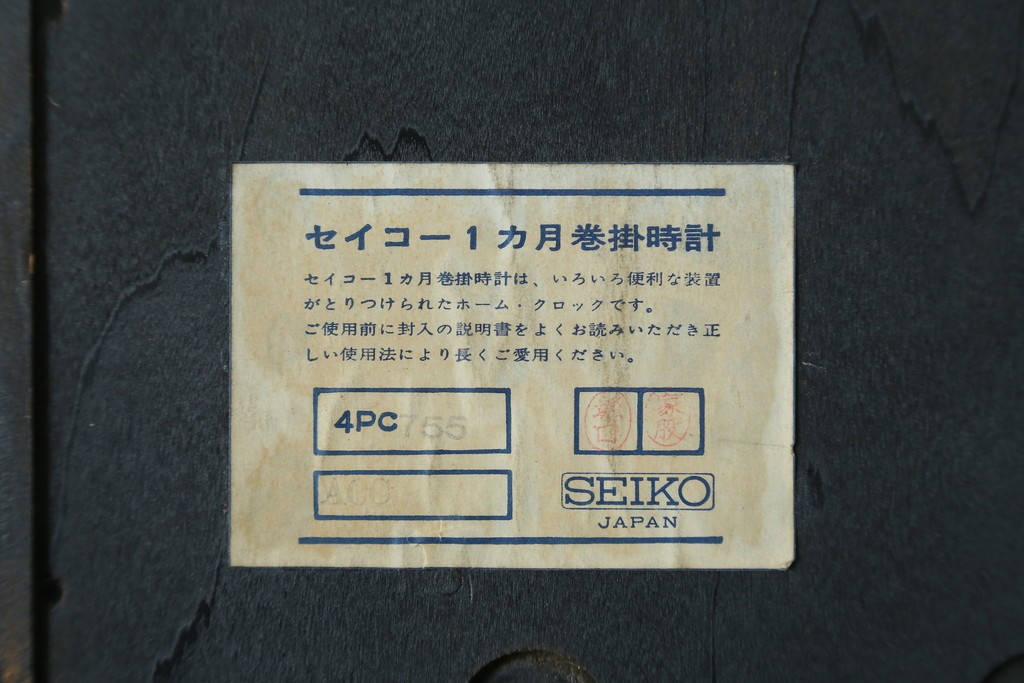 セイコー1カ月巻掛時計
セイコー1カ月巻掛時計は、いろいろ便利な装置
がとりつけられたホーム・クロックです。
ご使用前に封入の説明書をよくお読みいただき正
しい使用法により長くご愛用ください。
4PC755
A00
SEIKO
JAPAN